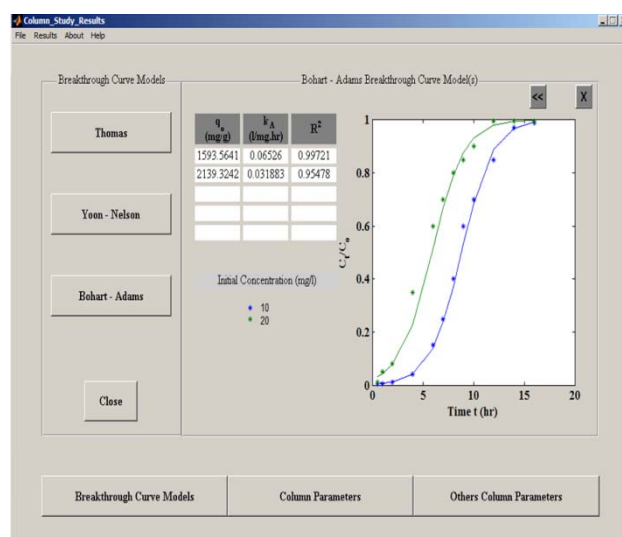 Column_Study_Results
File Results About Help
Breakthrough Curve Models
Thomas
Yoon - Nelson
Bohart - Adams
Close
Bohart - Adams Breakthrough Curve Model(s)
<< X
qo (mg/g) kA (l/mg.hr) R²
1593.5641 0.06526 0.99721
2139.3242 0.031883 0.95478
Initial Concentration (mg/l)
10
20
Ct/Co
1
0.8
0.6
0.4
0.2
0
0 5 10 15 20
Time t (hr)
Breakthrough Curve Models Column Parameters Others Column Parameters